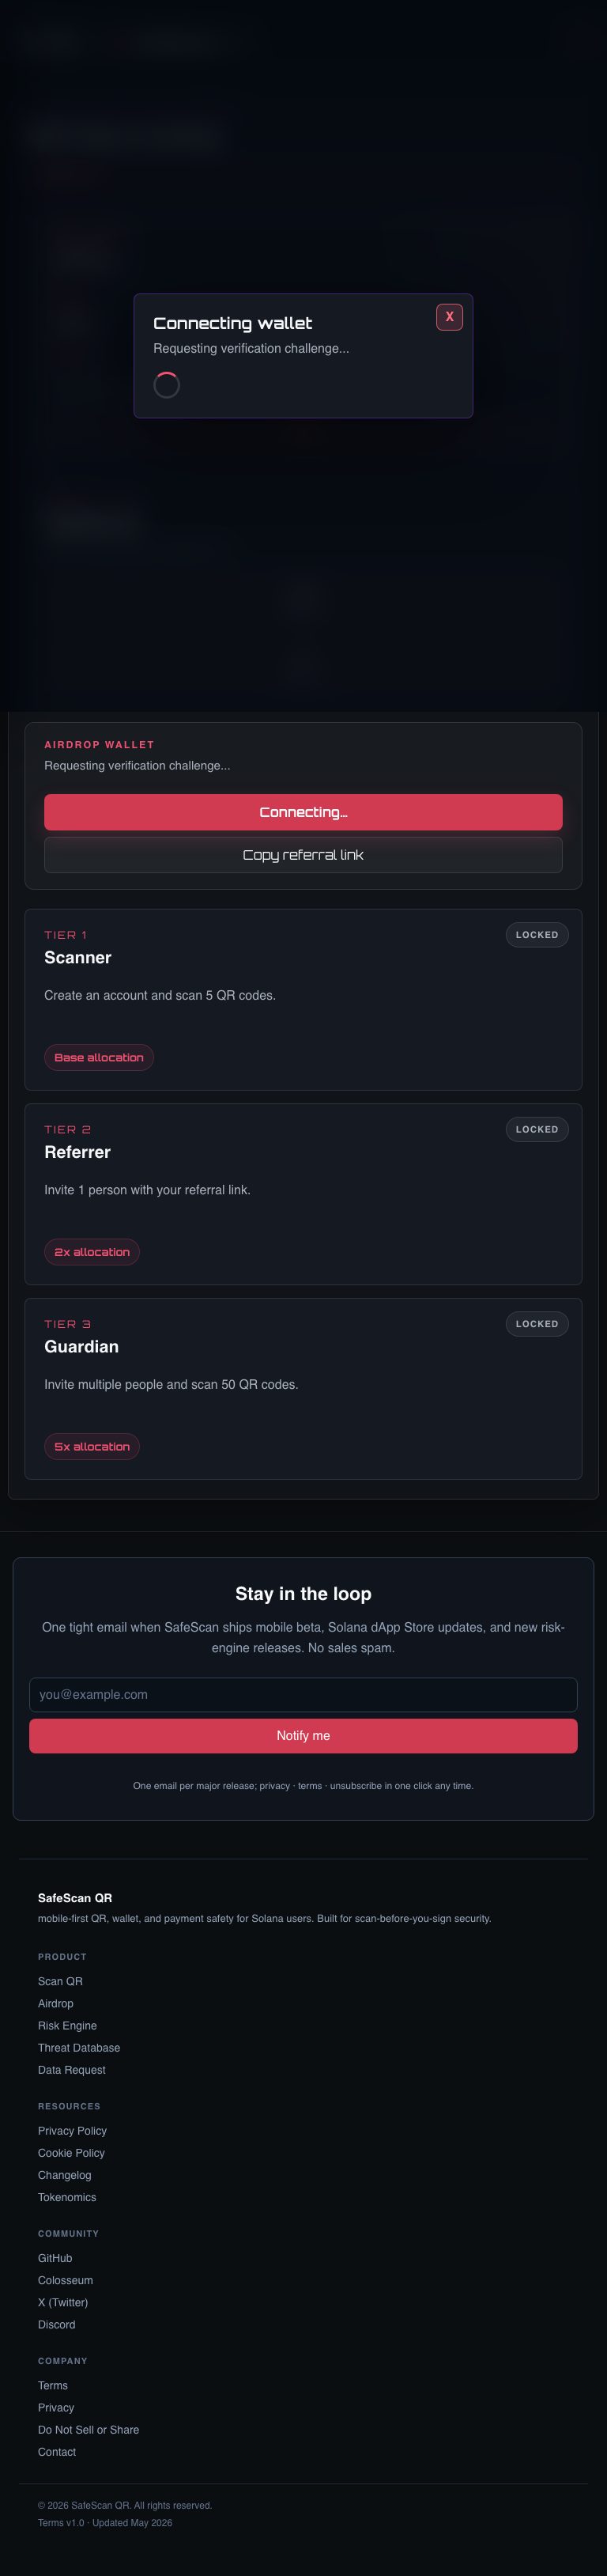 Connecting wallet
X
Requesting verification challenge...
AIRDROP WALLET
Requesting verification challenge...
Connecting...
Copy referral link
TIER 1
LOCKED
Scanner
Create an account and scan 5 QR codes.
Base allocation
TIER 2
LOCKED
Referrer
Invite 1 person with your referral link.
2x allocation
TIER 3
LOCKED
Guardian
Invite multiple people and scan 50 QR codes.
5x allocation
Stay in the loop
One tight email when SafeScan ships mobile beta, Solana dApp Store updates, and new risk-
engine releases. No sales spam.
you@example.com
Notify me
One email per major release; privacy · terms · unsubscribe in one click any time.
SafeScan QR
mobile-first QR, wallet, and payment safety for Solana users. Built for scan-before-you-sign security.
PRODUCT
Scan QR
Airdrop
Risk Engine
Threat Database
Data Request
RESOURCES
Privacy Policy
Cookie Policy
Changelog
Tokenomics
COMMUNITY
GitHub
Colosseum
X (Twitter)
Discord
COMPANY
Terms
Privacy
Do Not Sell or Share
Contact
© 2026 SafeScan QR. All rights reserved.
Terms v1.0 · Updated May 2026